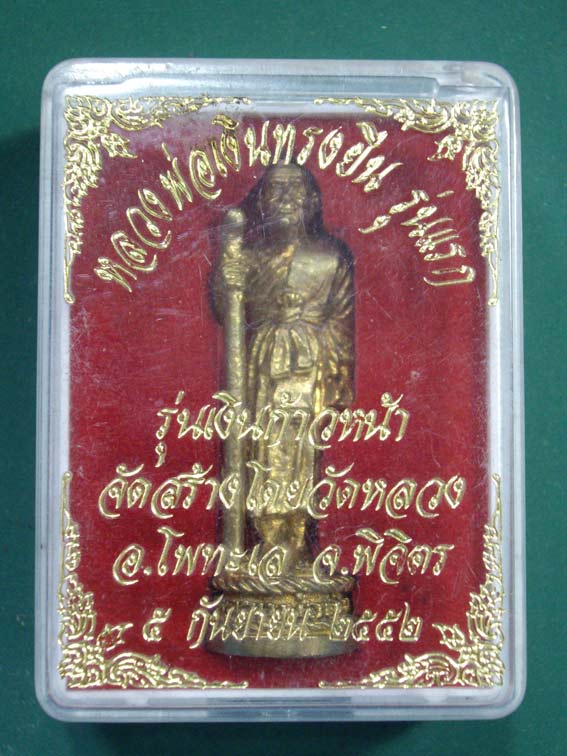 หลวงพ่อเงินทรงยืน รุ่นแรก
รุ่นเงินก้าวหน้า
จัดสร้างโดยวัดหลวง
อ.โพทะเล จ.พิจิตร
๕ กันยายน ๒๕๕๒